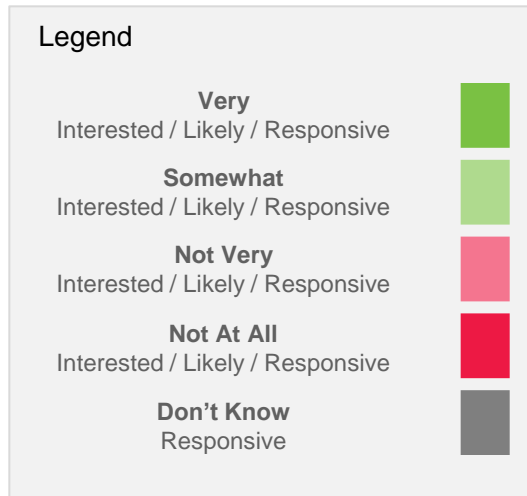 Legend
Very
Interested / Likely / Responsive
Somewhat
Interested / Likely / Responsive
Not Very
Interested / Likely / Responsive
Not At All
Interested / Likely / Responsive
Don't Know
Responsive